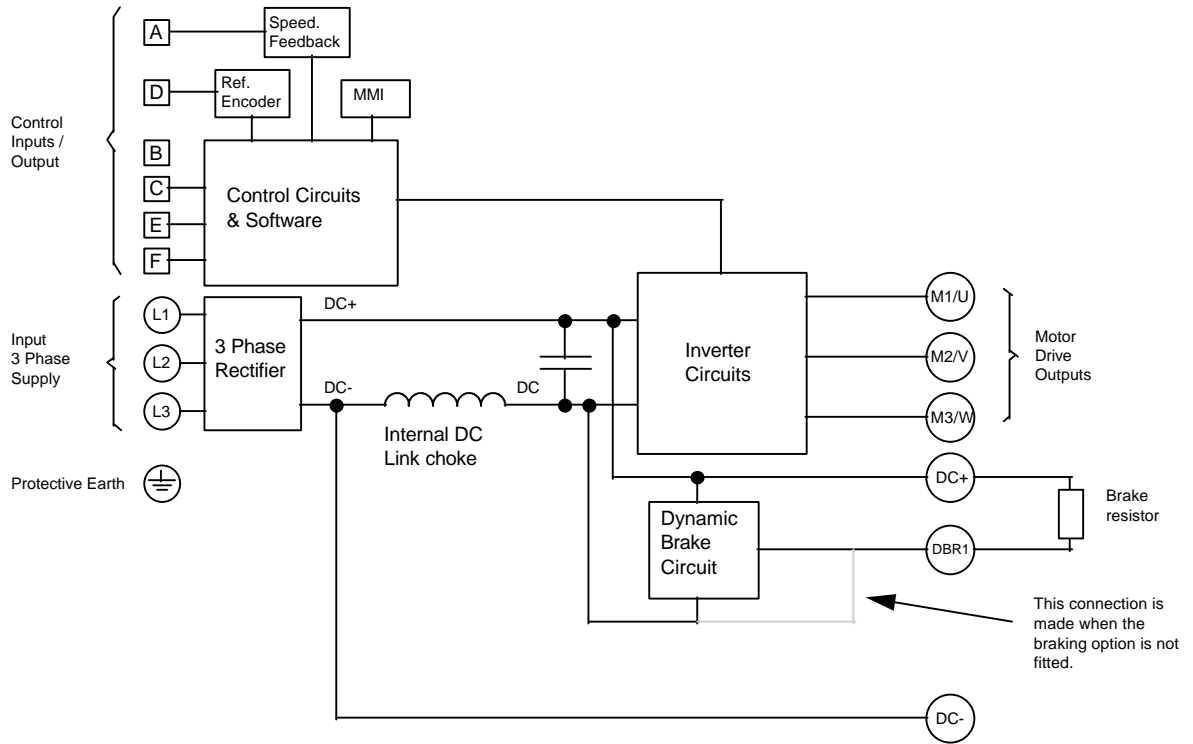 Speed.
Feedback
A
Ref.
Encoder
D
MMI
Control
Inputs /
Output
B
C
E
F
Control Circuits
& Software
L1
L2
L3
Input
3 Phase
Supply
3 Phase
Rectifier
DC+
DC-
DC
Internal DC
Link choke
Inverter
Circuits
M1/U
M2/V
M3/W
Motor
Drive
Outputs
Protective Earth
DC+
Dynamic
Brake
Circuit
DBR1
Brake
resistor
This connection is
made when the
braking option is not
fitted.
DC-